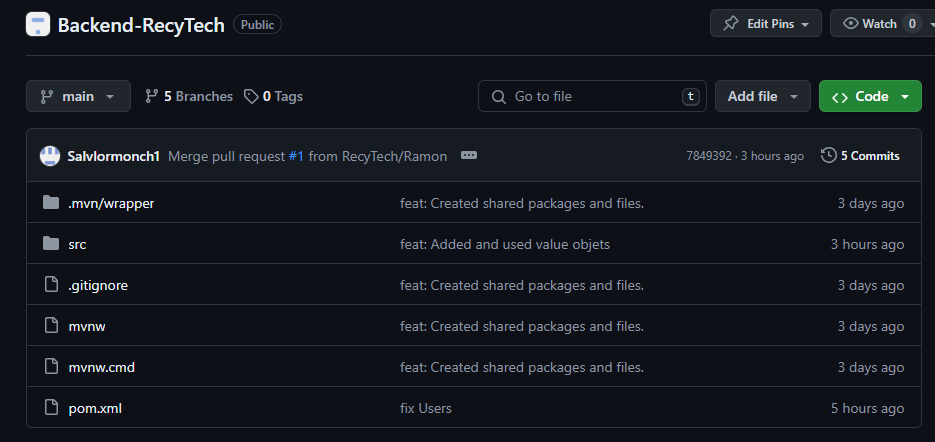 Backend-RecyTech Public Edit Pins Watch 0
main 5 Branches 0 Tags Go to file t Add file Code
Salvlormonch1 Merge pull request #1 from RecyTech/Ramon 7849392 · 3 hours ago 5 Commits
.mvn/wrapper feat: Created shared packages and files. 3 days ago
src feat: Added and used value objets 3 hours ago
.gitignore feat: Created shared packages and files. 3 days ago
mvnw feat: Created shared packages and files. 3 days ago
mvnw.cmd feat: Created shared packages and files. 3 days ago
pom.xml fix Users 5 hours ago